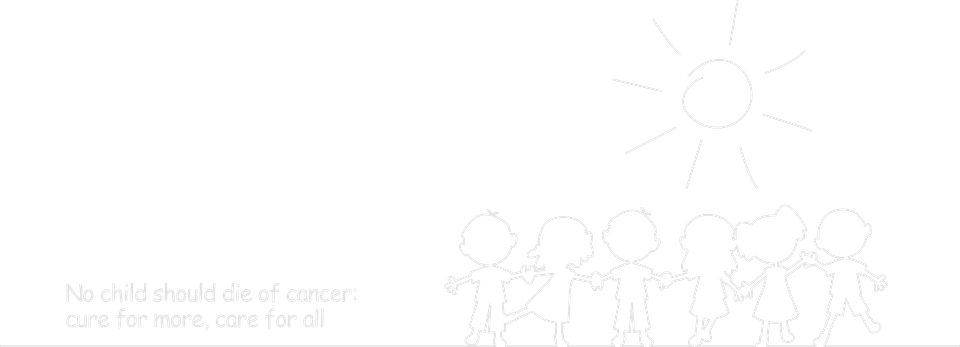 No child should die of cancer:
cure for more, care for all